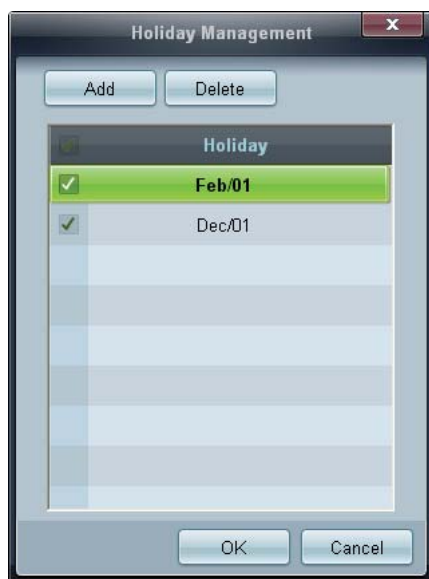 Holiday Management
x
Add Delete
Holiday
Feb/01
Dec/01
OK Cancel